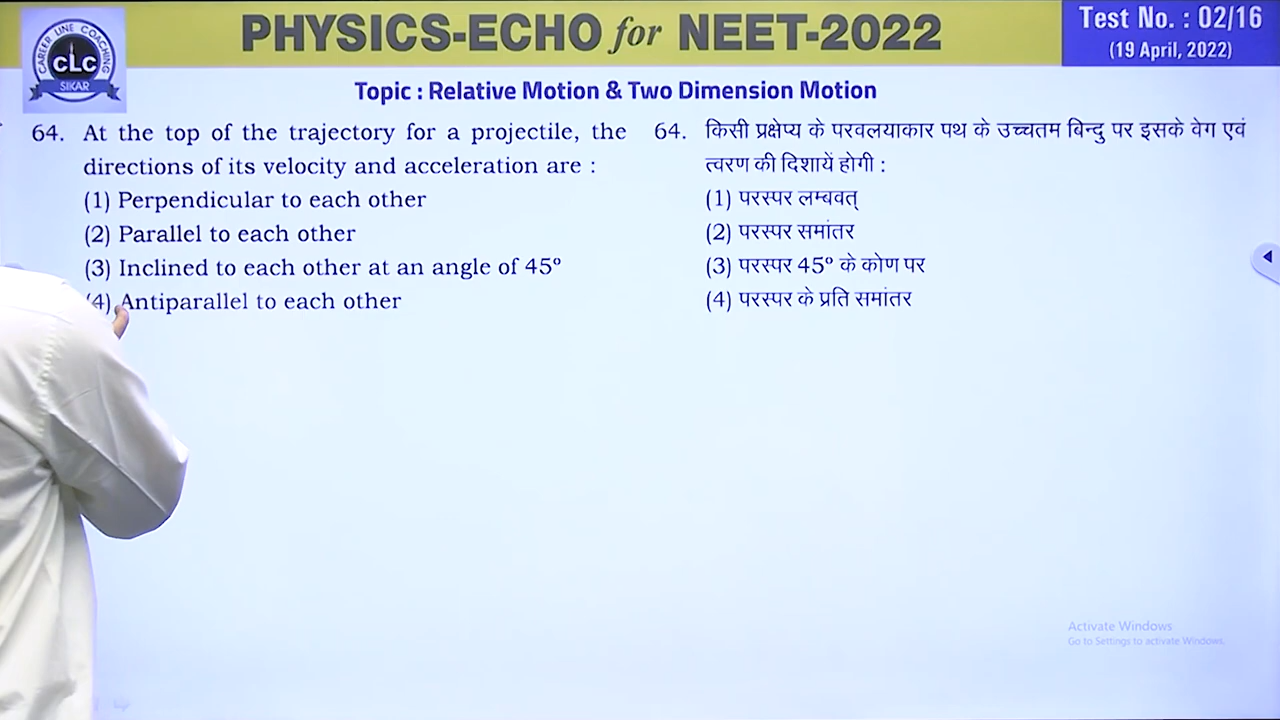 PHYSICS-ECHO for NEET-2022
Test No. : 02/16
(19 April, 2022)
CAREER LINE COACHING
CLC
SIKAR
Topic : Relative Motion & Two Dimension Motion
64. At the top of the trajectory for a projectile, the
directions of its velocity and acceleration are :
(1) Perpendicular to each other
(2) Parallel to each other
(3) Inclined to each other at an angle of 45º
(4) Antiparallel to each other
64. किसी प्रक्षेप्य के परवलयाकार पथ के उच्चतम बिन्दु पर इसके वेग एवं
त्वरण की दिशायें होगी :
(1) परस्पर लम्बवत्
(2) परस्पर समांतर
(3) परस्पर 45º के कोण पर
(4) परस्पर के प्रति समांतर
Activate Windows
Go to Settings to activate Windows.